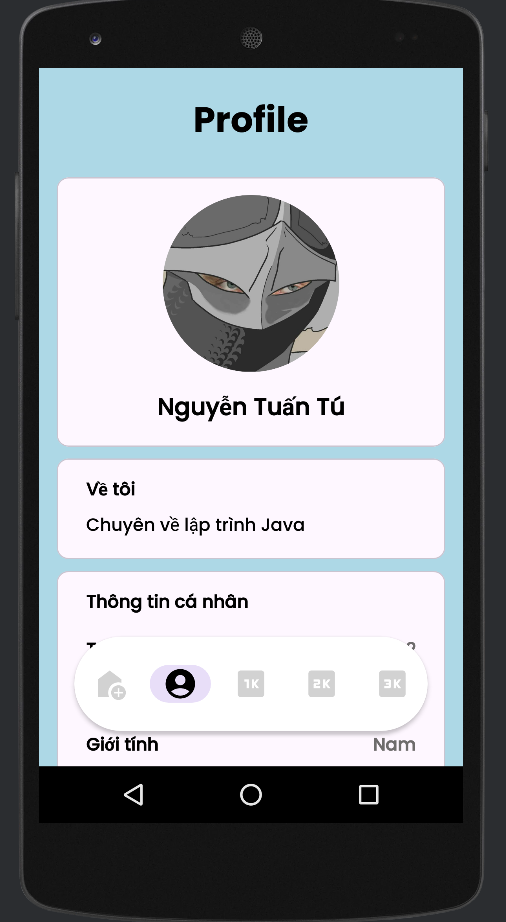 Profile
Nguyễn Tuấn Tú
Về tôi
Chuyên về lập trình Java
Thông tin cá nhân
1K 2K 3K
Giới tính Nam